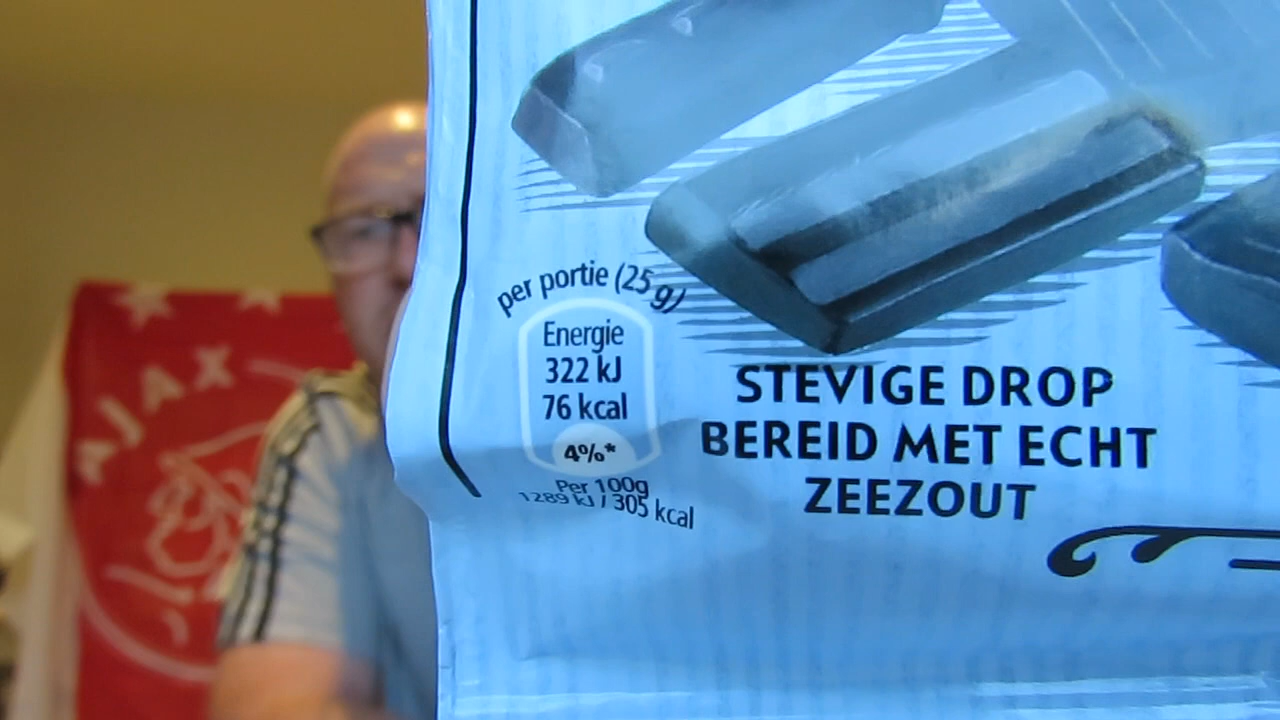 AJAX
per portie (25 g)
Energie
322 kJ
76 kcal
4%*
Per 100g
1289 kJ / 305 kcal
STEVIGE DROP
BEREID MET ECHT
ZEEZOUT